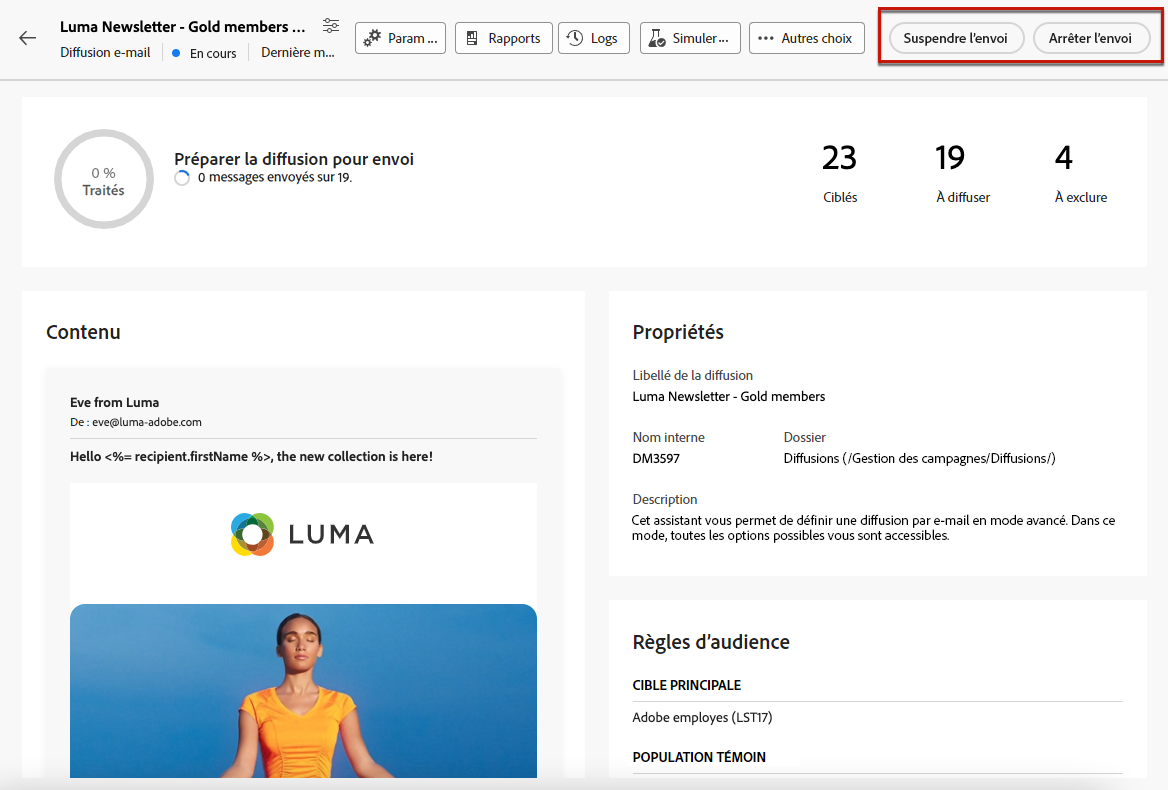 Luma Newsletter - Gold members ...
Diffusion e-mail
En cours
Dernière m...
Param ...
Rapports
Logs
Simuler...
Autres choix
Suspendre l'envoi
Arrêter l'envoi
0 %
Traités
Préparer la diffusion pour envoi
0 messages envoyés sur 19.
23
Ciblés
19
À diffuser
4
À exclure
Contenu
Eve from Luma
De : eve@luma-adobe.com
Hello <%= recipient.firstName %>, the new collection is here!
LUMA
Propriétés
Libellé de la diffusion
Luma Newsletter - Gold members
Nom interne
DM3597
Dossier
Diffusions (/Gestion des campagnes/Diffusions/)
Description
Cet assistant vous permet de définir une diffusion par e-mail en mode avancé. Dans ce
mode, toutes les options possibles vous sont accessibles.
Règles d'audience
CIBLE PRINCIPALE
Adobe employes (LST17)
POPULATION TÉMOIN